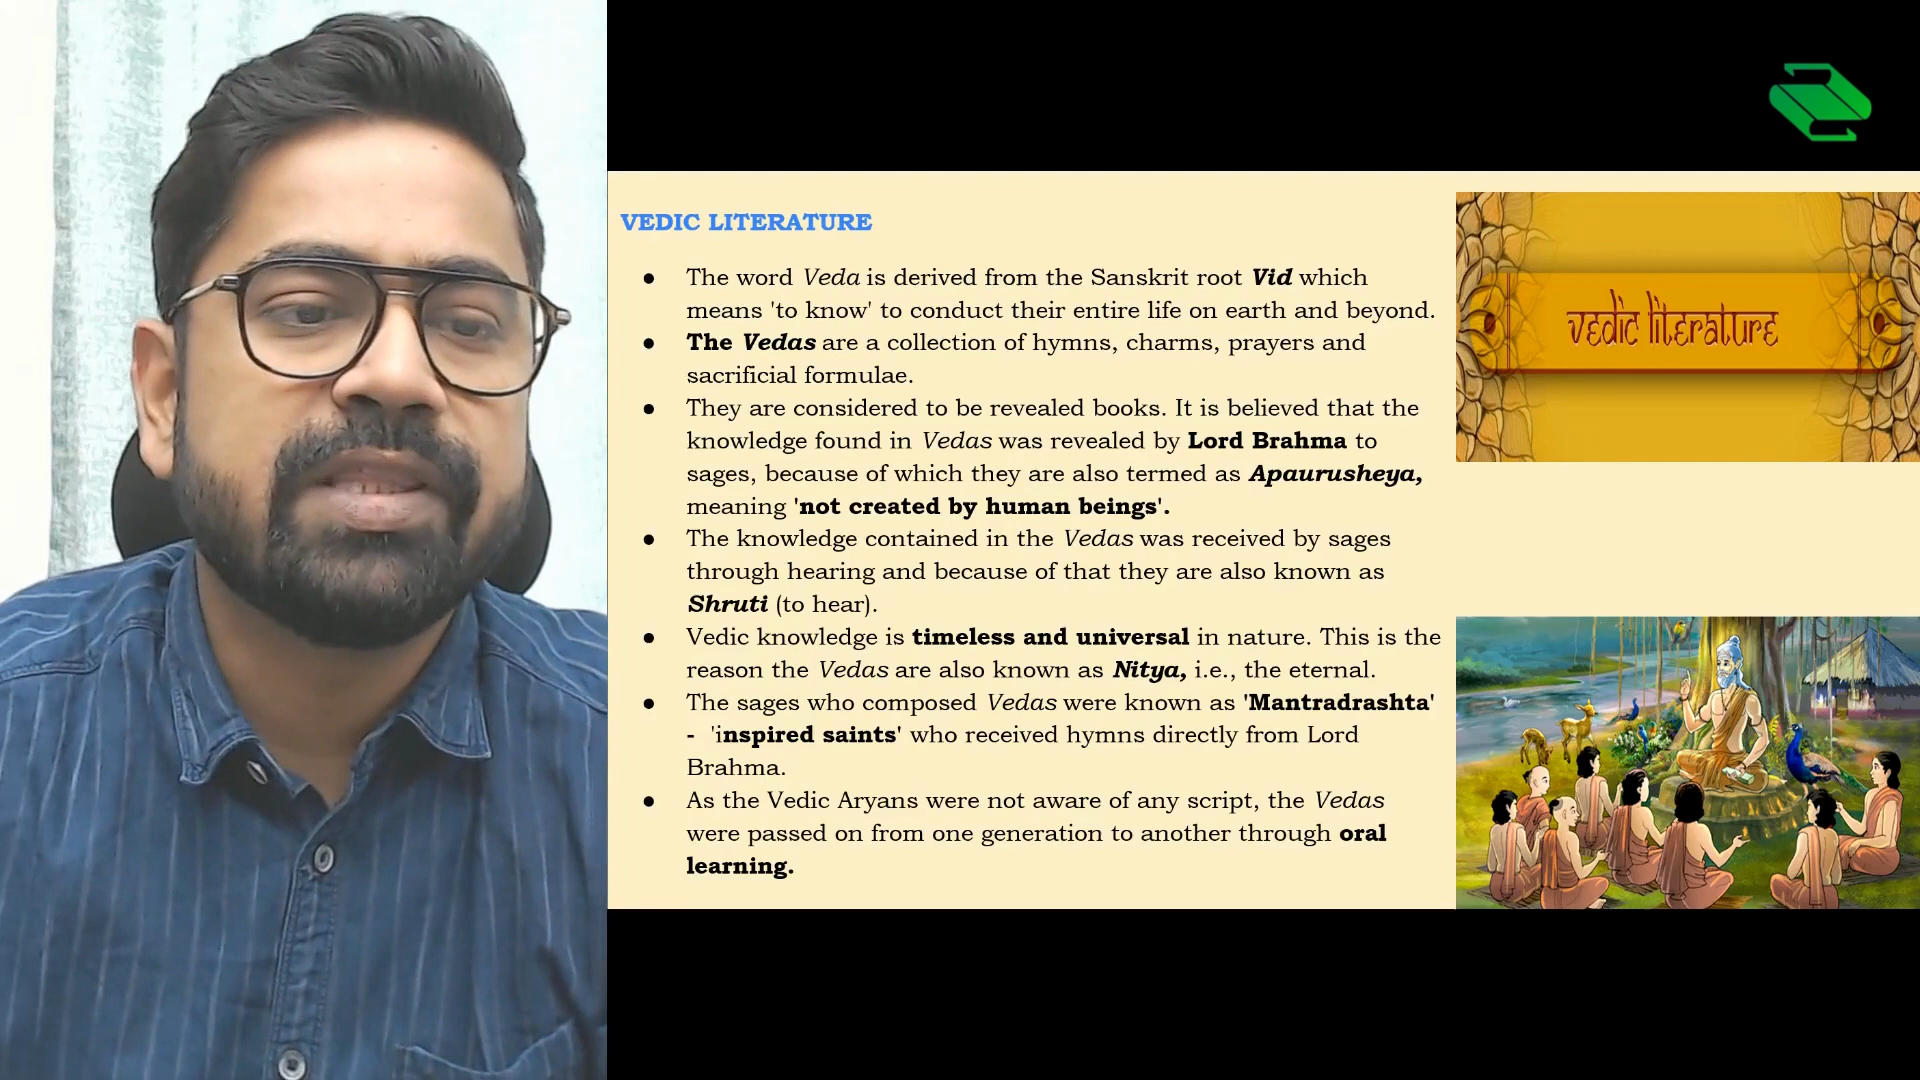 VEDIC LITERATURE
● The word Veda is derived from the Sanskrit root Vid which
means 'to know' to conduct their entire life on earth and beyond.
● The Vedas are a collection of hymns, charms, prayers and
sacrificial formulae.
● They are considered to be revealed books. It is believed that the
knowledge found in Vedas was revealed by Lord Brahma to
sages, because of which they are also termed as Apaurusheya,
meaning 'not created by human beings'.
● The knowledge contained in the Vedas was received by sages
through hearing and because of that they are also known as
Shruti (to hear).
● Vedic knowledge is timeless and universal in nature. This is the
reason the Vedas are also known as Nitya, i.e., the eternal.
● The sages who composed Vedas were known as 'Mantradrashta'
- 'inspired saints' who received hymns directly from Lord
Brahma.
● As the Vedic Aryans were not aware of any script, the Vedas
were passed on from one generation to another through oral
learning.
vedic literature